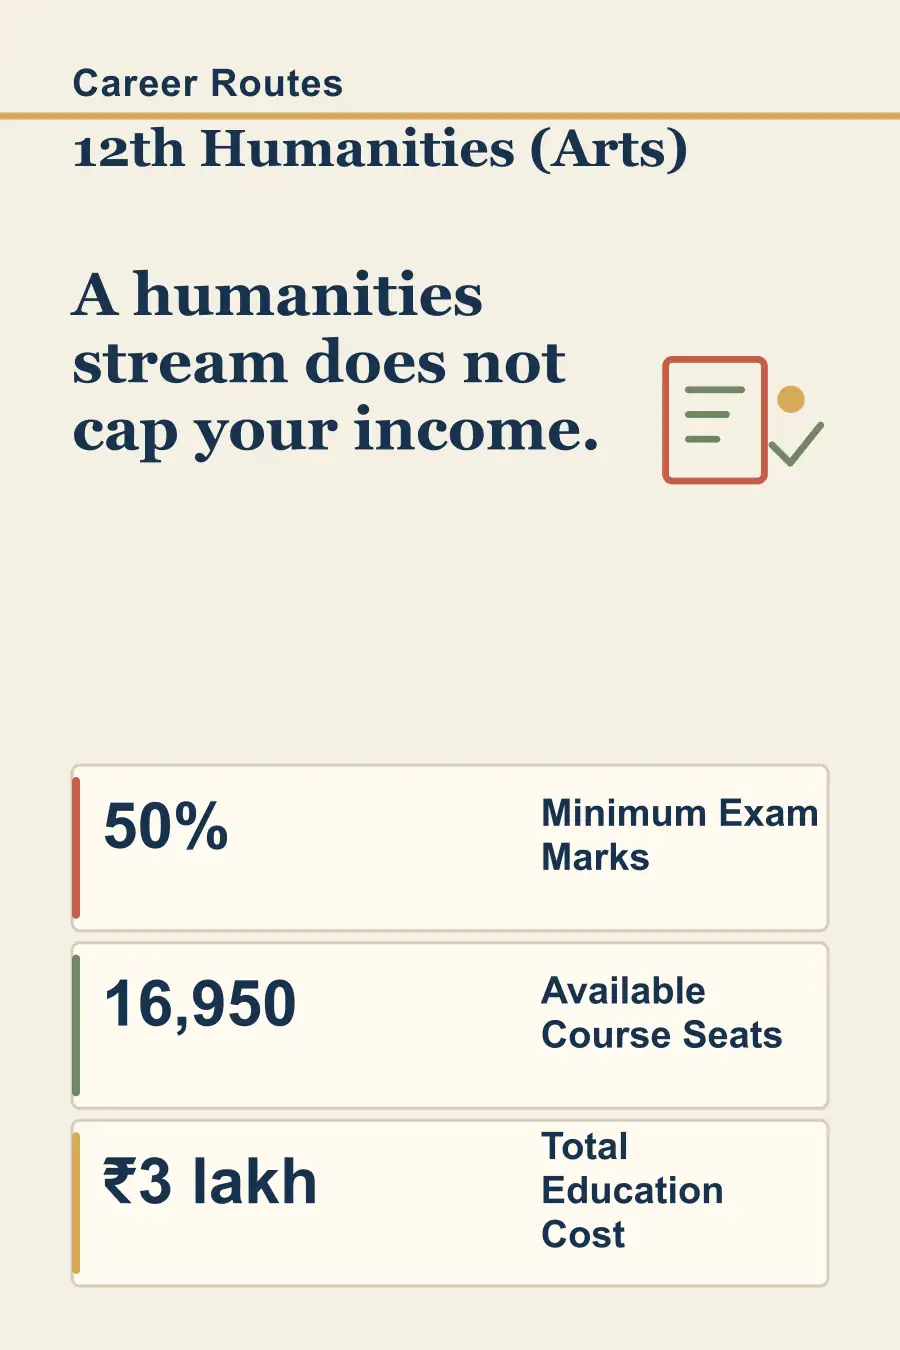 Career Routes
12th Humanities (Arts)
A humanities
stream does not
cap your income.
50%
Minimum Exam
Marks
16,950
Available
Course Seats
₹3 lakh
Total
Education
Cost